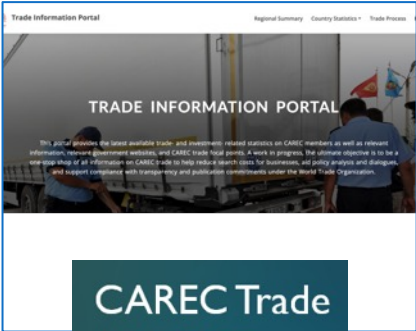 Trade Information Portal
Regional Summary Country Statistics Trade Process
TRADE INFORMATION PORTAL
This portal provides the latest available trade- and investment- related statistics on CAREC members as well as relevant
information, relevant government websites, and CAREC trade focal points. A work in progress, the ultimate objective is to be a
one-stop shop of all information on CAREC trade to help reduce search costs for businesses, aid policy analysis and dialogues,
and support compliance with transparency and publication commitments under the World Trade Organization.
CAREC Trade